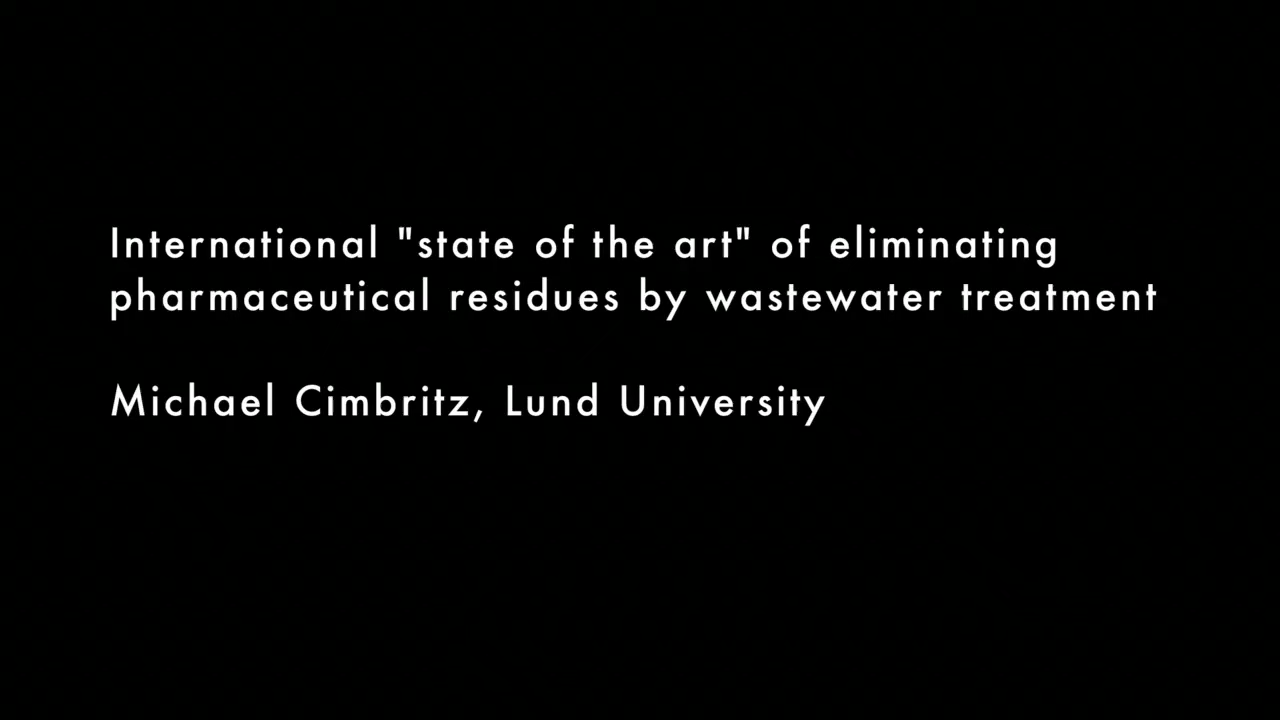 International "state of the art" of eliminating
pharmaceutical residues by wastewater treatment
Michael Cimbritz, Lund University